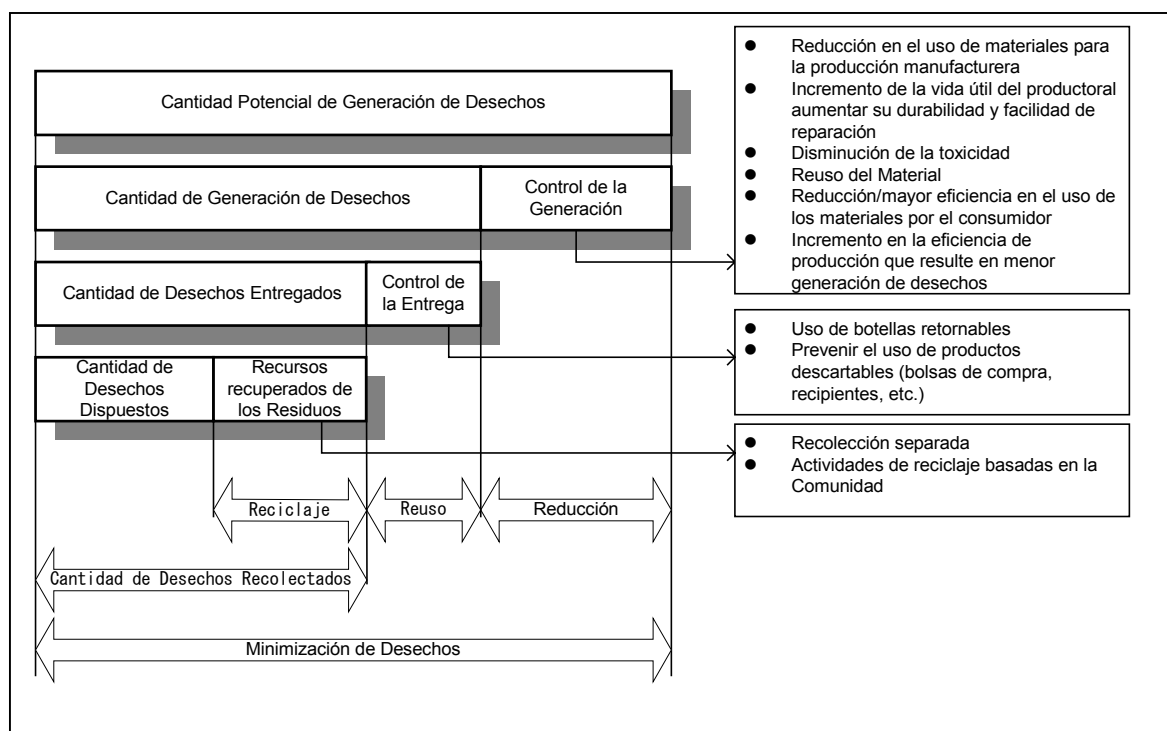 Cantidad Potencial de Generación de Desechos
Cantidad de Generación de Desechos
Control de la
Generación
Cantidad de Desechos Entregados
Control de
la Entrega
Cantidad de
Desechos
Dispuestos
Recursos
recuperados de
los Residuos
Reciclaje
Reuso
Reducción
Cantidad de Desechos Recolectados
Minimización de Desechos
● Reducción en el uso de materiales para
la producción manufacturera
● Incremento de la vida útil del productoral
aumentar su durabilidad y facilidad de
reparación
● Disminución de la toxicidad
● Reuso del Material
● Reducción/mayor eficiencia en el uso de
los materiales por el consumidor
● Incremento en la eficiencia de
producción que resulte en menor
generación de desechos
● Uso de botellas retornables
● Prevenir el uso de productos
descartables (bolsas de compra,
recipientes, etc.)
● Recolección separada
● Actividades de reciclaje basadas en la
Comunidad